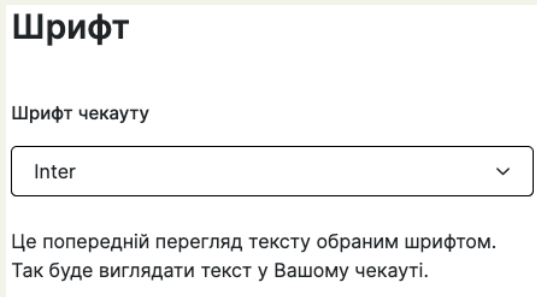 Шрифт
Шрифт чекауту
Inter
Це попередній перегляд тексту обраним шрифтом.
Так буде виглядати текст у Вашому чекауті.